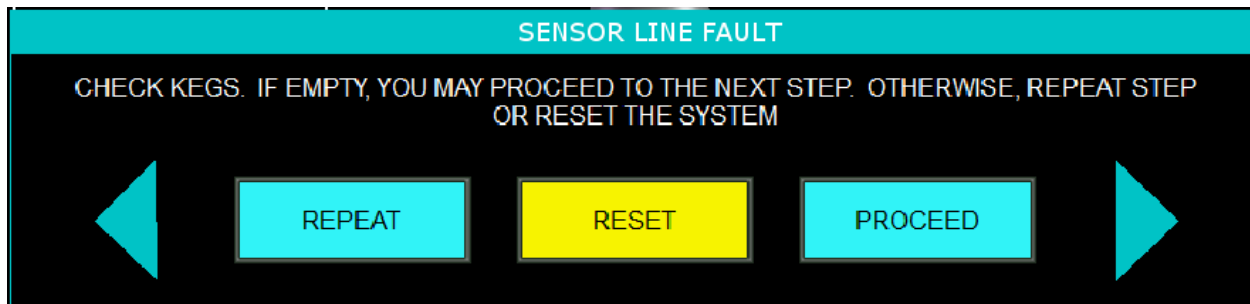 SENSOR LINE FAULT
CHECK KEGS. IF EMPTY, YOU MAY PROCEED TO THE NEXT STEP. OTHERWISE, REPEAT STEP
OR RESET THE SYSTEM
REPEAT RESET PROCEED